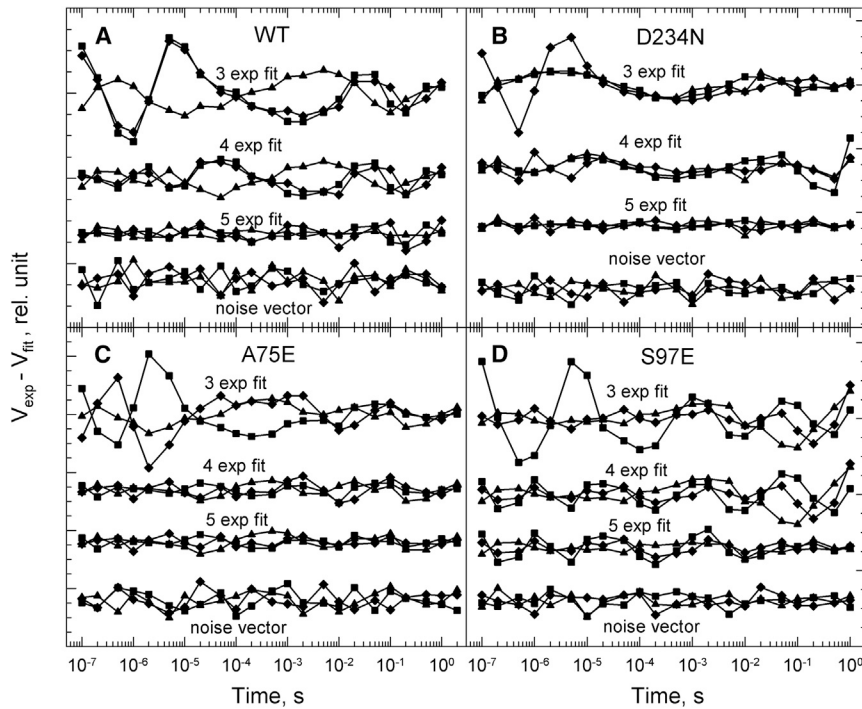 A WT
3 exp fit
4 exp fit
5 exp fit
noise vector
B D234N
3 exp fit
4 exp fit
5 exp fit
noise vector
C A75E
3 exp fit
4 exp fit
5 exp fit
noise vector
D S97E
3 exp fit
4 exp fit
5 exp fit
noise vector
V_exp - V_fit , rel. unit
10⁻⁷ 10⁻⁶ 10⁻⁵ 10⁻⁴ 10⁻³ 10⁻² 10⁻¹ 10⁰
10⁻⁷ 10⁻⁶ 10⁻⁵ 10⁻⁴ 10⁻³ 10⁻² 10⁻¹ 10⁰
Time, s
Time, s